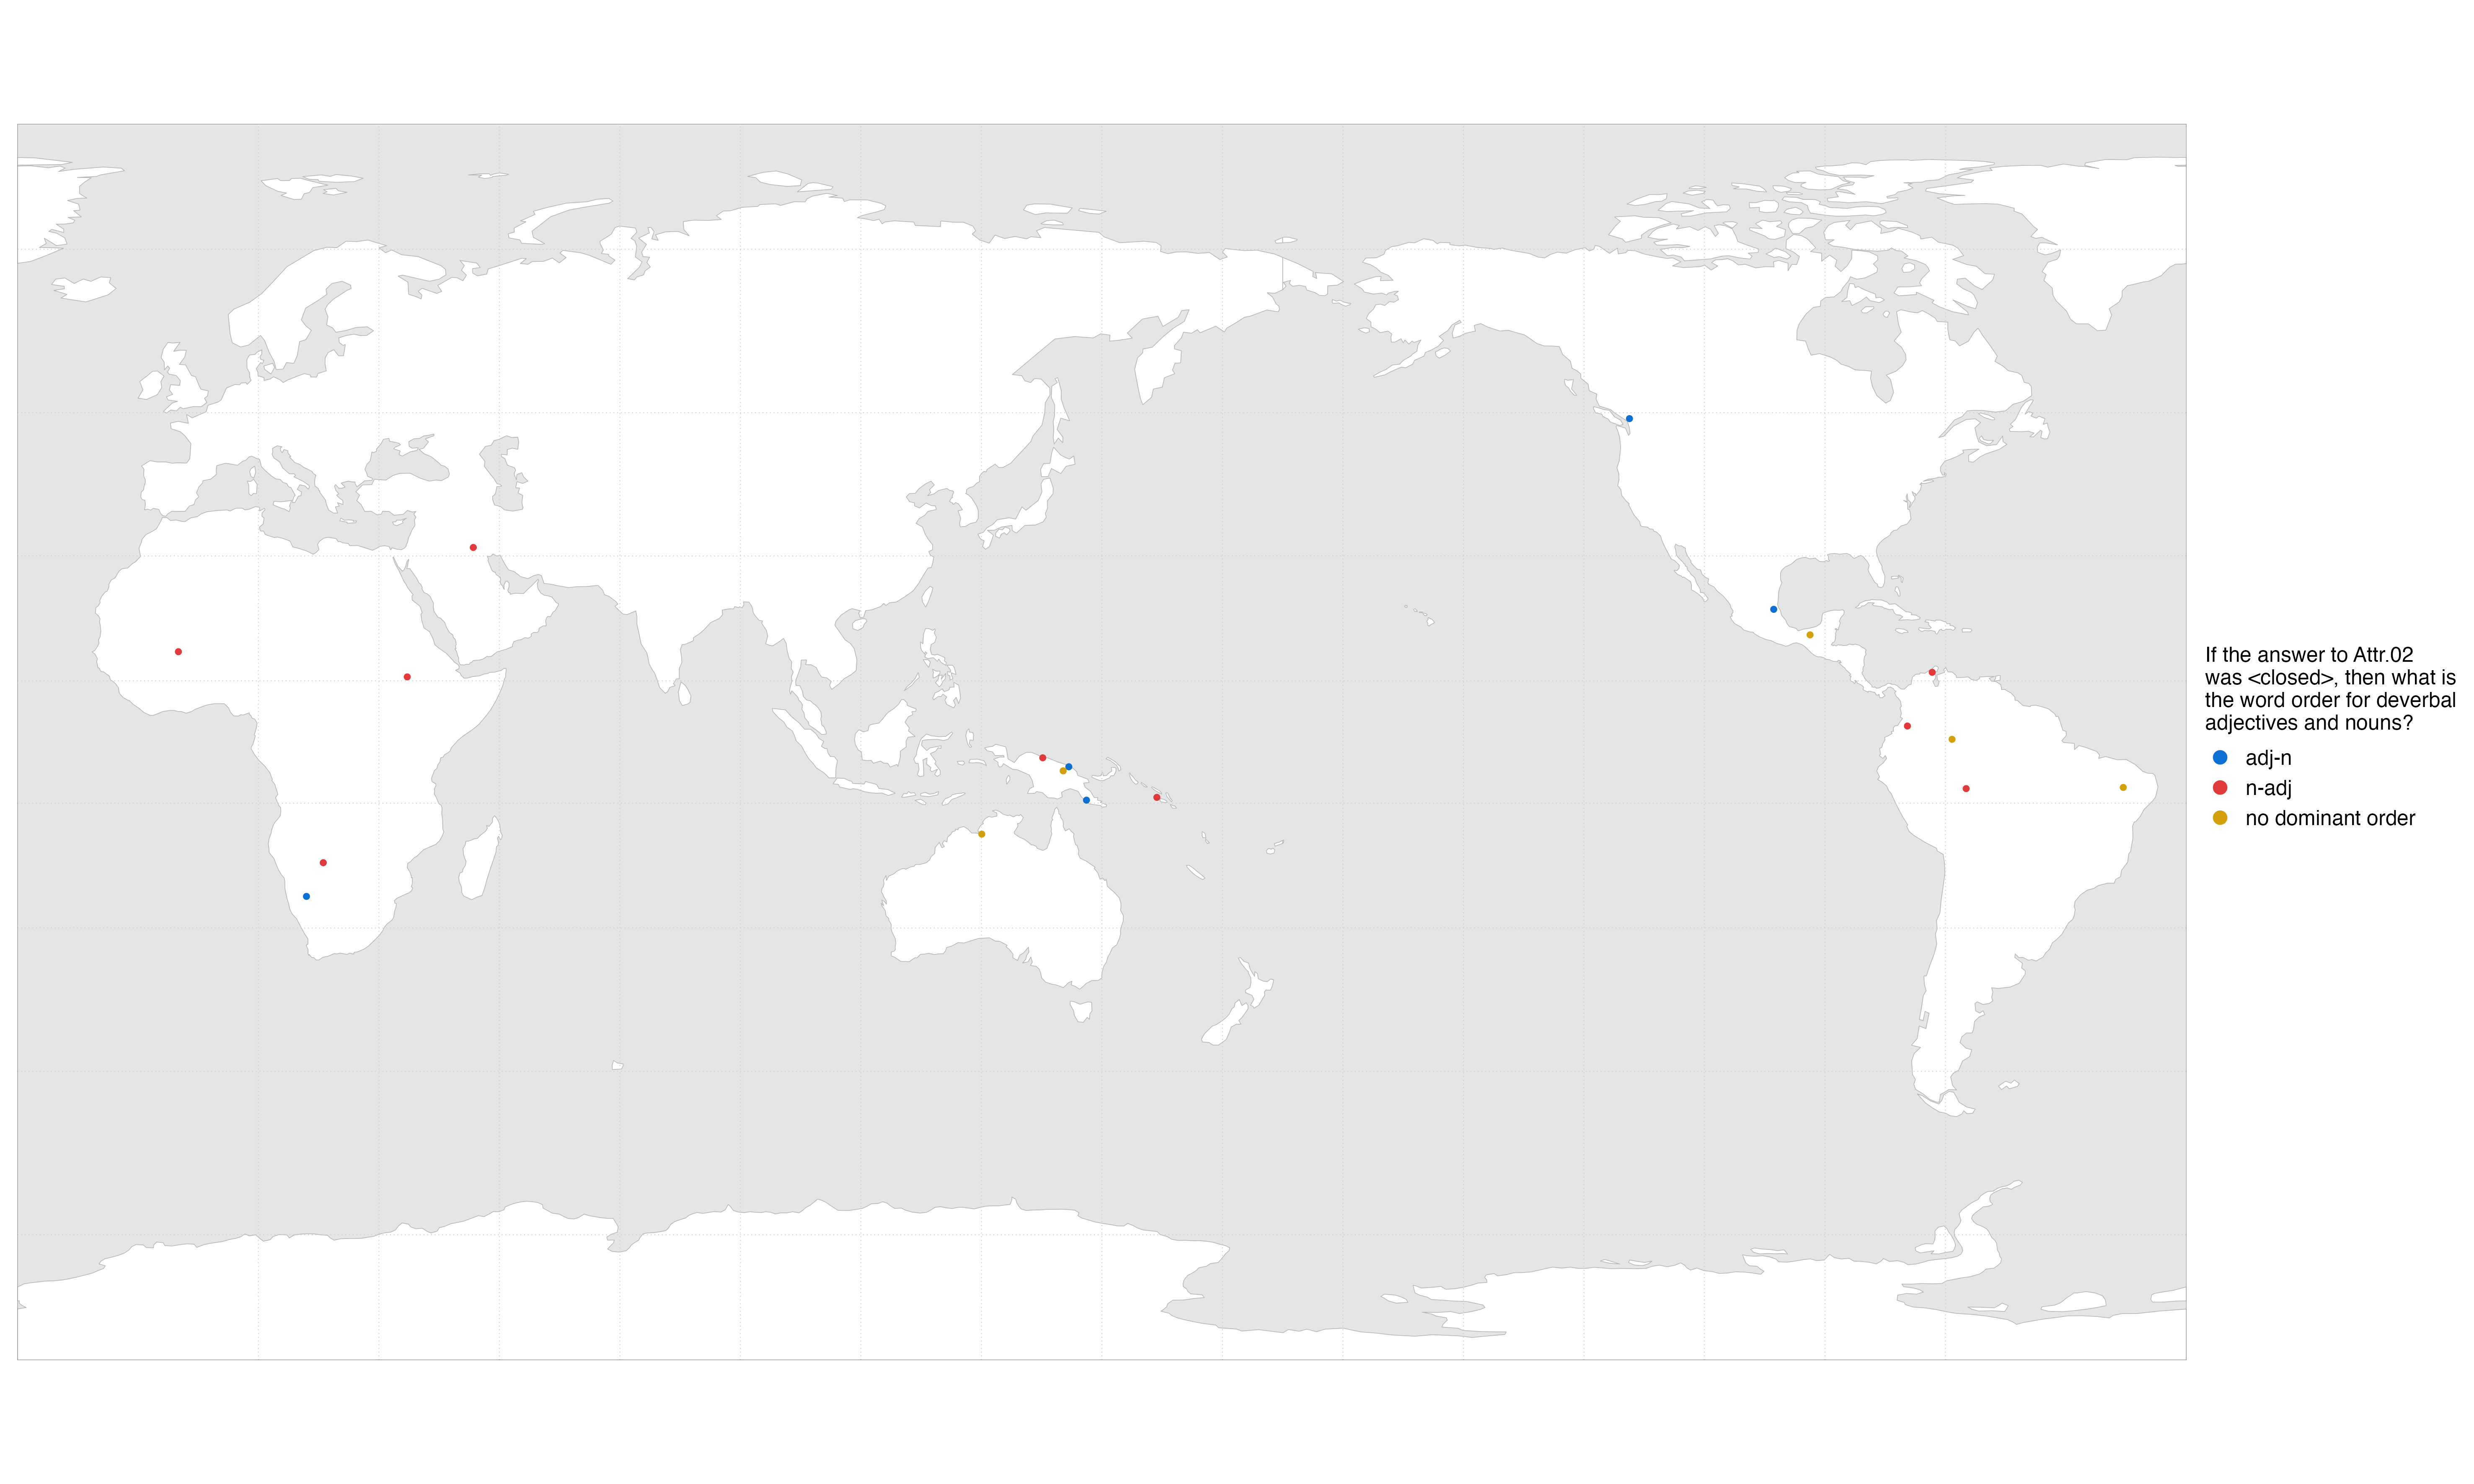 If the answer to Attr.02
was <closed>, then what is
the word order for deverbal
adjectives and nouns?
adj-n
n-adj
no dominant order